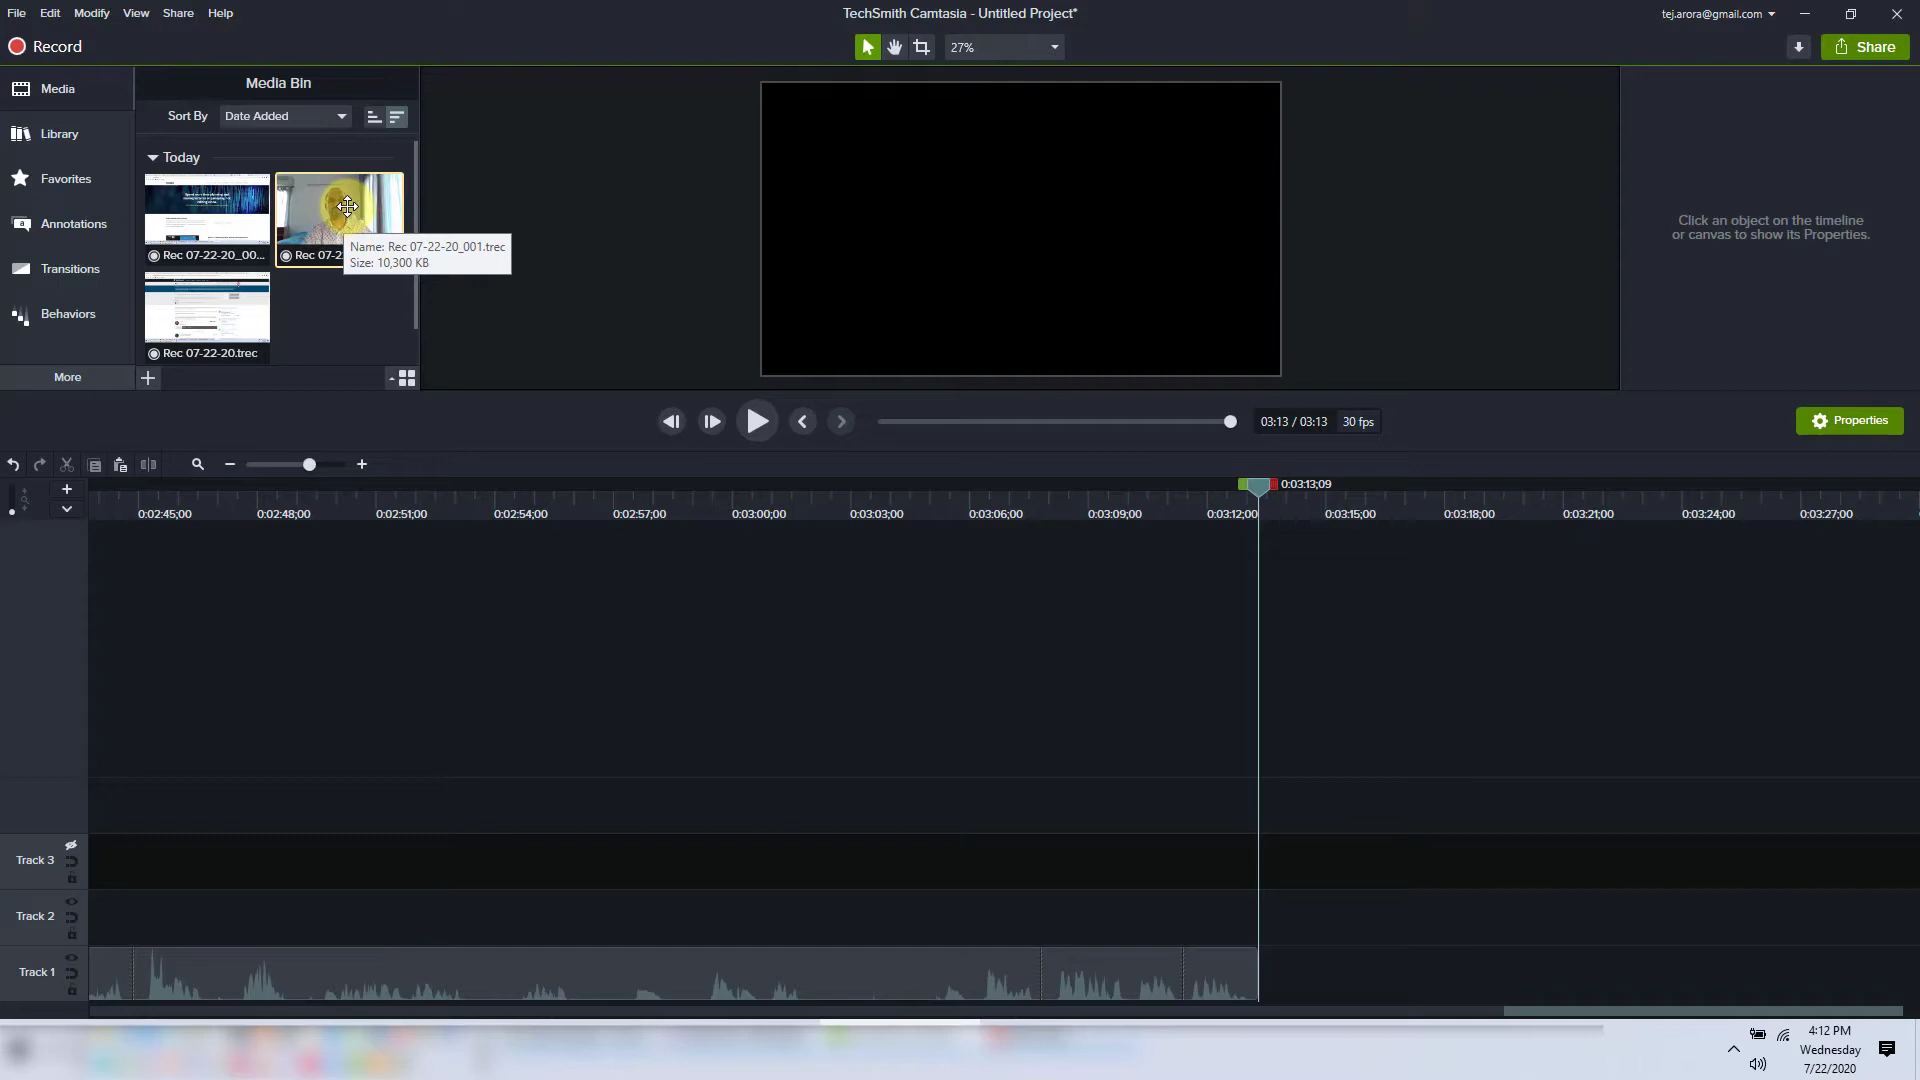 File Edit Modify View Share Help
TechSmith Camtasia - Untitled Project*
tej.arora@gmail.com
Record
27%
Share
Media
Library
Favorites
Annotations
Transitions
Behaviors
More
Media Bin
Sort By Date Added
Today
Rec 07-22-20_00...
Rec 07-2
Name: Rec 07-22-20_001.trec
Size: 10,300 KB
Rec 07-22-20.trec
Click an object on the timeline
or canvas to show its Properties.
03:13 / 03:13 30 fps
Properties
0:03:13;09
0:02:45;00 0:02:48;00 0:02:51;00 0:02:54;00 0:02:57;00 0:03:00;00 0:03:03;00 0:03:06;00 0:03:09;00 0:03:12;00 0:03:15;00 0:03:18;00 0:03:21;00 0:03:24;00 0:03:27;00
Track 3
Track 2
Track 1
4:12 PM
Wednesday
7/22/2020